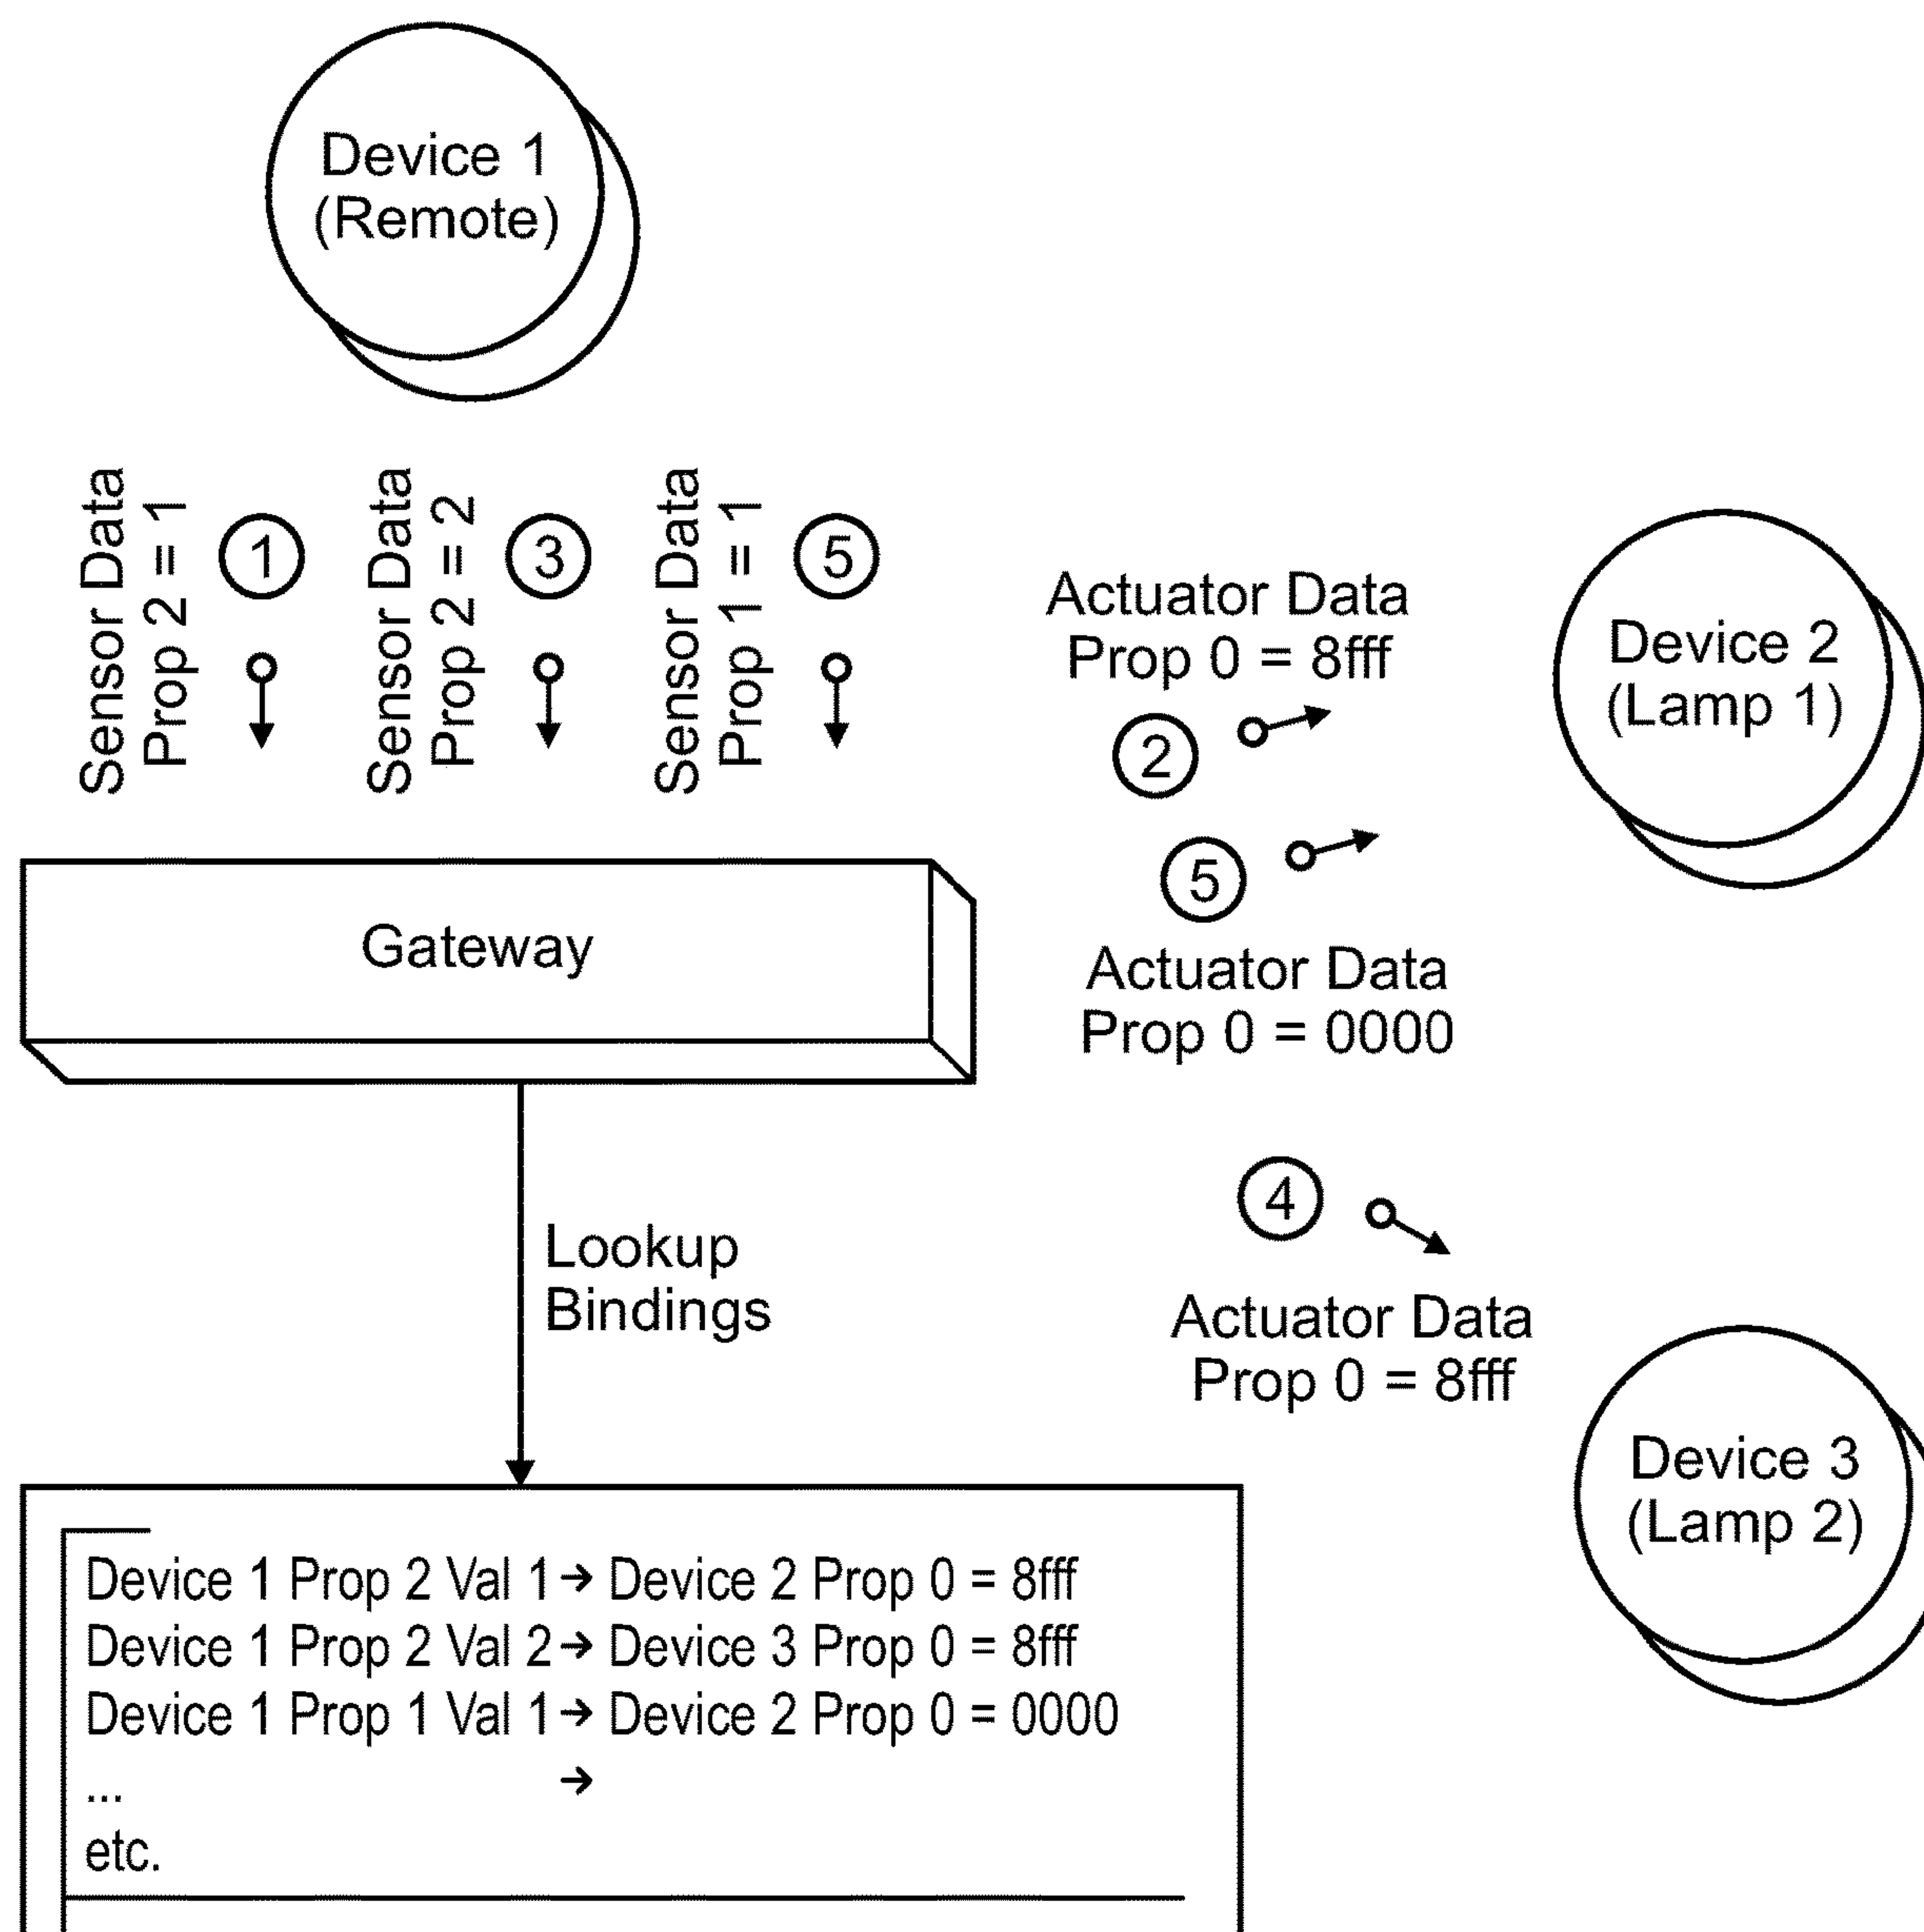 Device 1
(Remote)
Sensor Data
Prop 2 = 1
1
Sensor Data
Prop 2 = 2
3
Sensor Data
Prop 1 = 1
5
Actuator Data
Prop 0 = 8fff
2
5
Actuator Data
Prop 0 = 0000
Device 2
(Lamp 1)
Gateway
Lookup
Bindings
4
Actuator Data
Prop 0 = 8fff
Device 3
(Lamp 2)
Device 1 Prop 2 Val 1→ Device 2 Prop 0 = 8fff
Device 1 Prop 2 Val 2→ Device 3 Prop 0 = 8fff
Device 1 Prop 1 Val 1→ Device 2 Prop 0 = 0000
... →
etc.